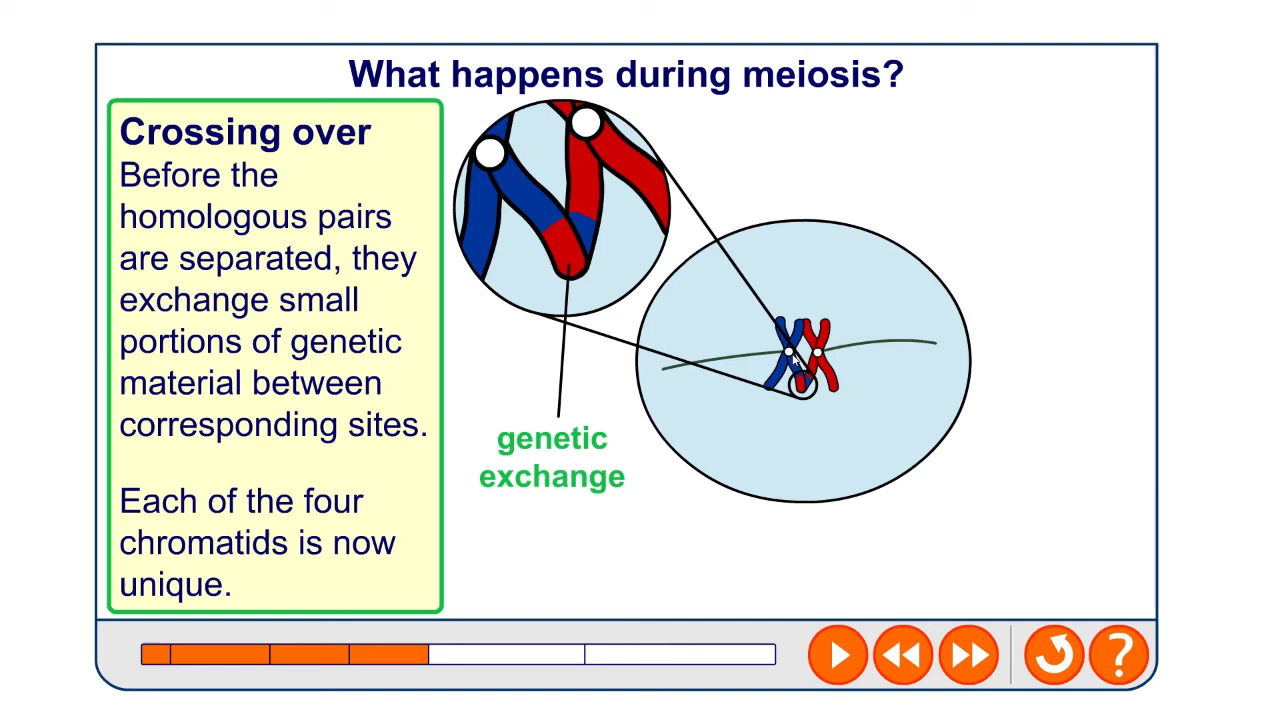 What happens during meiosis?
Crossing over
Before the
homologous pairs
are separated, they
exchange small
portions of genetic
material between
corresponding sites.
Each of the four
chromatids is now
unique.
genetic
exchange
?